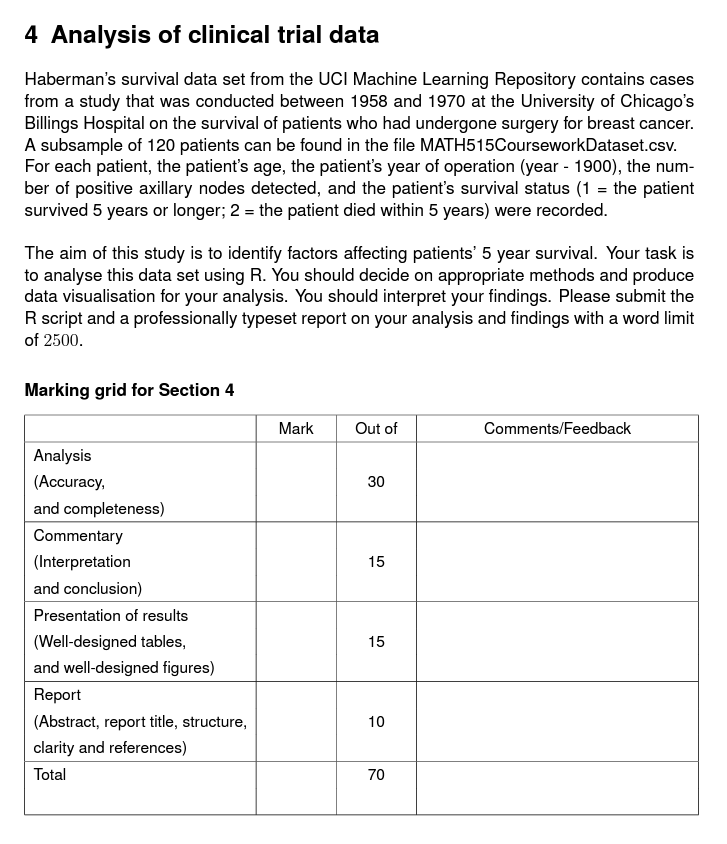 4 Analysis of clinical trial data
Haberman's survival data set from the UCI Machine Learning Repository contains cases
from a study that was conducted between 1958 and 1970 at the University of Chicago's
Billings Hospital on the survival of patients who had undergone surgery for breast cancer.
A subsample of 120 patients can be found in the file MATH515CourseworkDataset.csv.
For each patient, the patient's age, the patient's year of operation (year - 1900), the num-
ber of positive axillary nodes detected, and the patient's survival status (1 = the patient
survived 5 years or longer; 2 = the patient died within 5 years) were recorded.
The aim of this study is to identify factors affecting patients' 5 year survival. Your task is
to analyse this data set using R. You should decide on appropriate methods and produce
data visualisation for your analysis. You should interpret your findings. Please submit the
R script and a professionally typeset report on your analysis and findings with a word limit
of 2500.
Marking grid for Section 4
Mark Out of Comments/Feedback
Analysis
(Accuracy, 30
and completeness)
Commentary
(Interpretation 15
and conclusion)
Presentation of results
(Well-designed tables, 15
and well-designed figures)
Report
(Abstract, report title, structure, 10
clarity and references)
Total 70